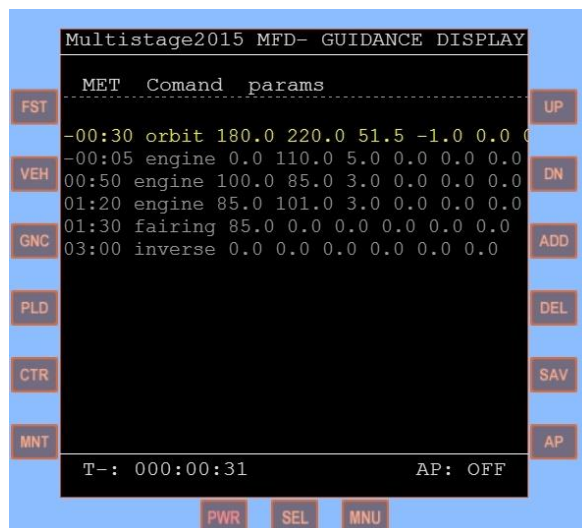 Multistage2015 MFD- GUIDANCE DISPLAY
MET Comand params
FST
UP
-00:30 orbit 180.0 220.0 51.5 -1.0 0.0
-00:05 engine 0.0 110.0 5.0 0.0 0.0 0.0
VEH
DN
00:50 engine 100.0 85.0 3.0 0.0 0.0 0.0
01:20 engine 85.0 101.0 3.0 0.0 0.0 0.0
01:30 fairing 85.0 0.0 0.0 0.0 0.0 0.0
GNC
ADD
03:00 inverse 0.0 0.0 0.0 0.0 0.0 0.0
PLD
DEL
CTR
SAV
MNT
AP
T-: 000:00:31 AP: OFF
PWR SEL MNU